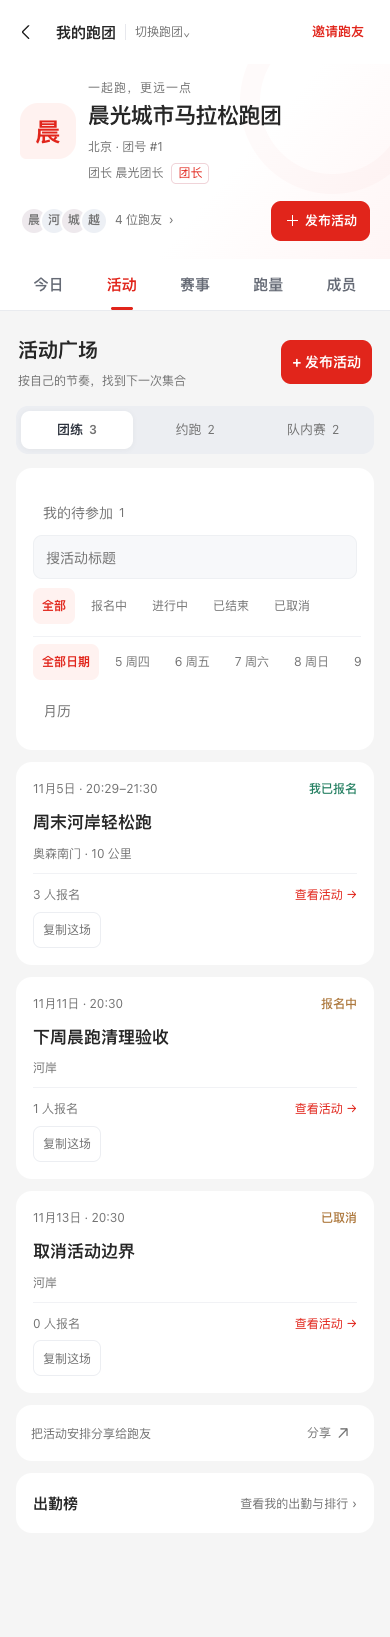 我的跑团 切换跑团⌄ 邀请跑友
一起跑，更远一点
晨
晨光城市马拉松跑团
北京 · 团号 #1
团长 晨光团长 团长
晨 河 城 越 4 位跑友 ›
＋ 发布活动
今日 活动 赛事 跑量 成员
活动广场
按自己的节奏，找到下一次集合
+ 发布活动
团练 3 约跑 2 队内赛 2
我的待参加 1
搜活动标题
全部 报名中 进行中 已结束 已取消
全部日期 5 周四 6 周五 7 周六 8 周日 9
月历
11月5日 · 20:29–21:30 我已报名
周末河岸轻松跑
奥森南门 · 10 公里
3 人报名 查看活动 →
复制这场
11月11日 · 20:30 报名中
下周晨跑清理验收
河岸
1 人报名 查看活动 →
复制这场
11月13日 · 20:30 已取消
取消活动边界
河岸
0 人报名 查看活动 →
复制这场
把活动安排分享给跑友 分享 ↗
出勤榜 查看我的出勤与排行 ›